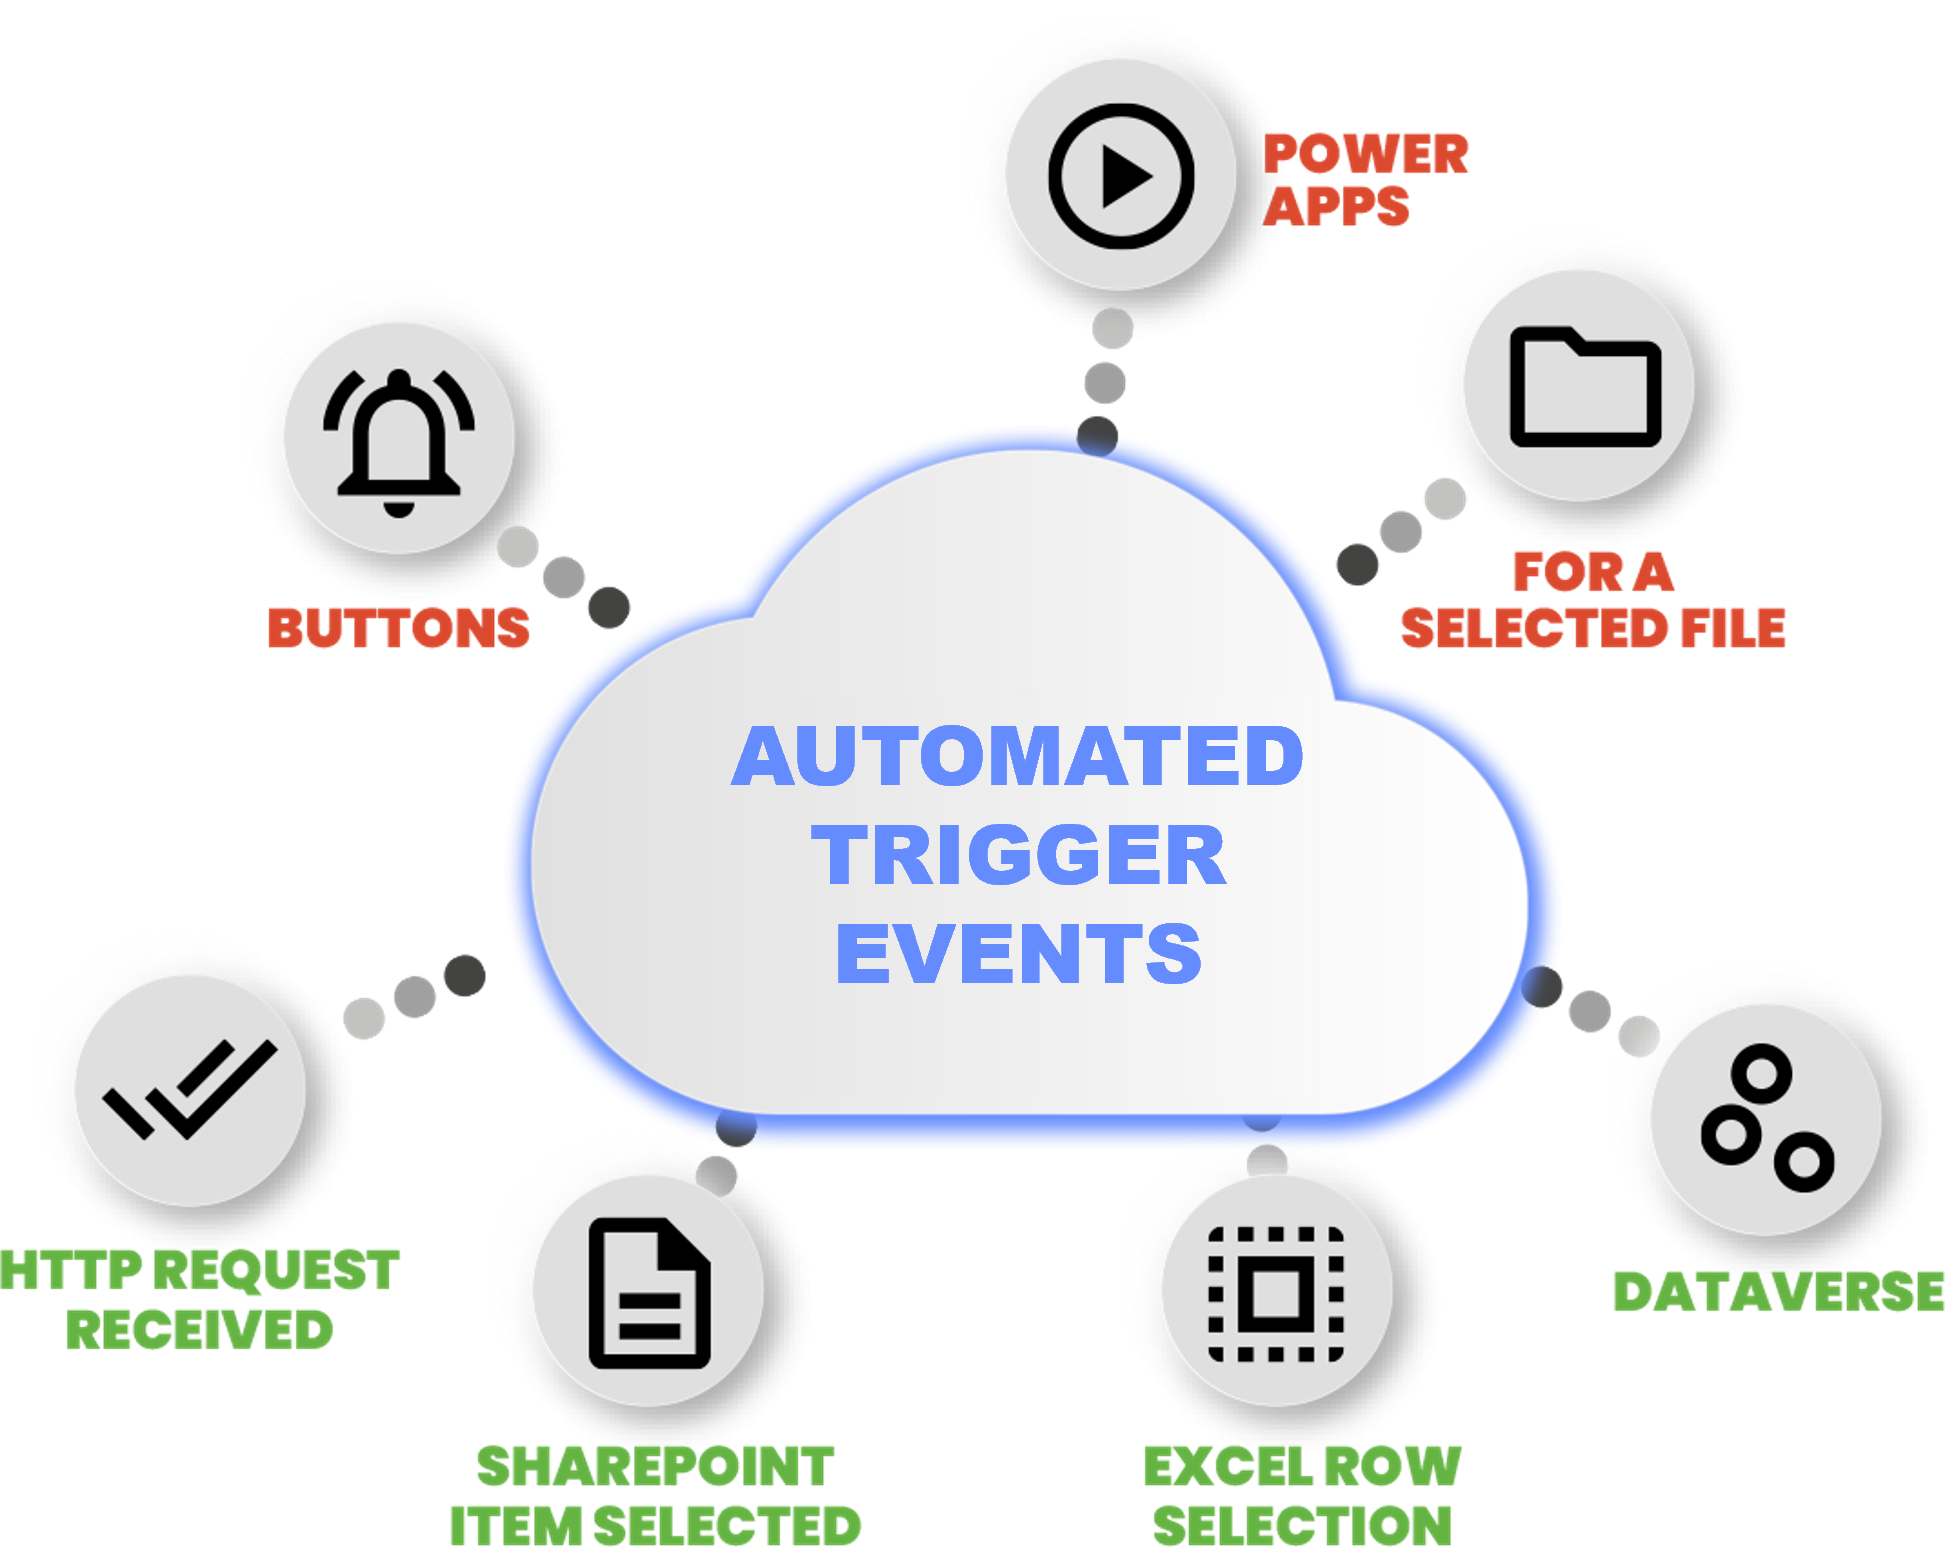 POWER
APPS
FOR A
SELECTED FILE
BUTTONS
AUTOMATED
TRIGGER
EVENTS
HTTP REQUEST
RECEIVED
DATAVERSE
SHAREPOINT
ITEM SELECTED
EXCEL ROW
SELECTION